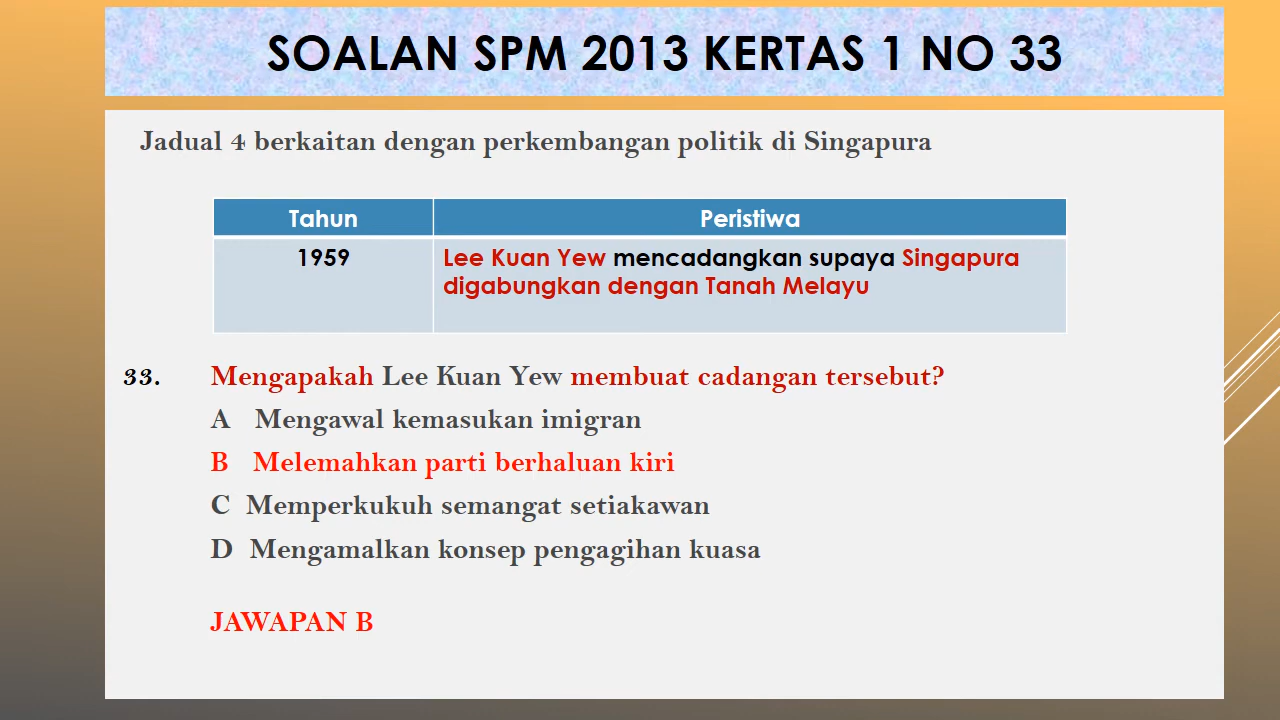 SOALAN SPM 2013 KERTAS 1 NO 33
Jadual 4 berkaitan dengan perkembangan politik di Singapura
Tahun Peristiwa
1959 Lee Kuan Yew mencadangkan supaya Singapura
digabungkan dengan Tanah Melayu
33. Mengapakah Lee Kuan Yew membuat cadangan tersebut?
A Mengawal kemasukan imigran
B Melemahkan parti berhaluan kiri
C Memperkukuh semangat setiakawan
D Mengamalkan konsep pengagihan kuasa
JAWAPAN B